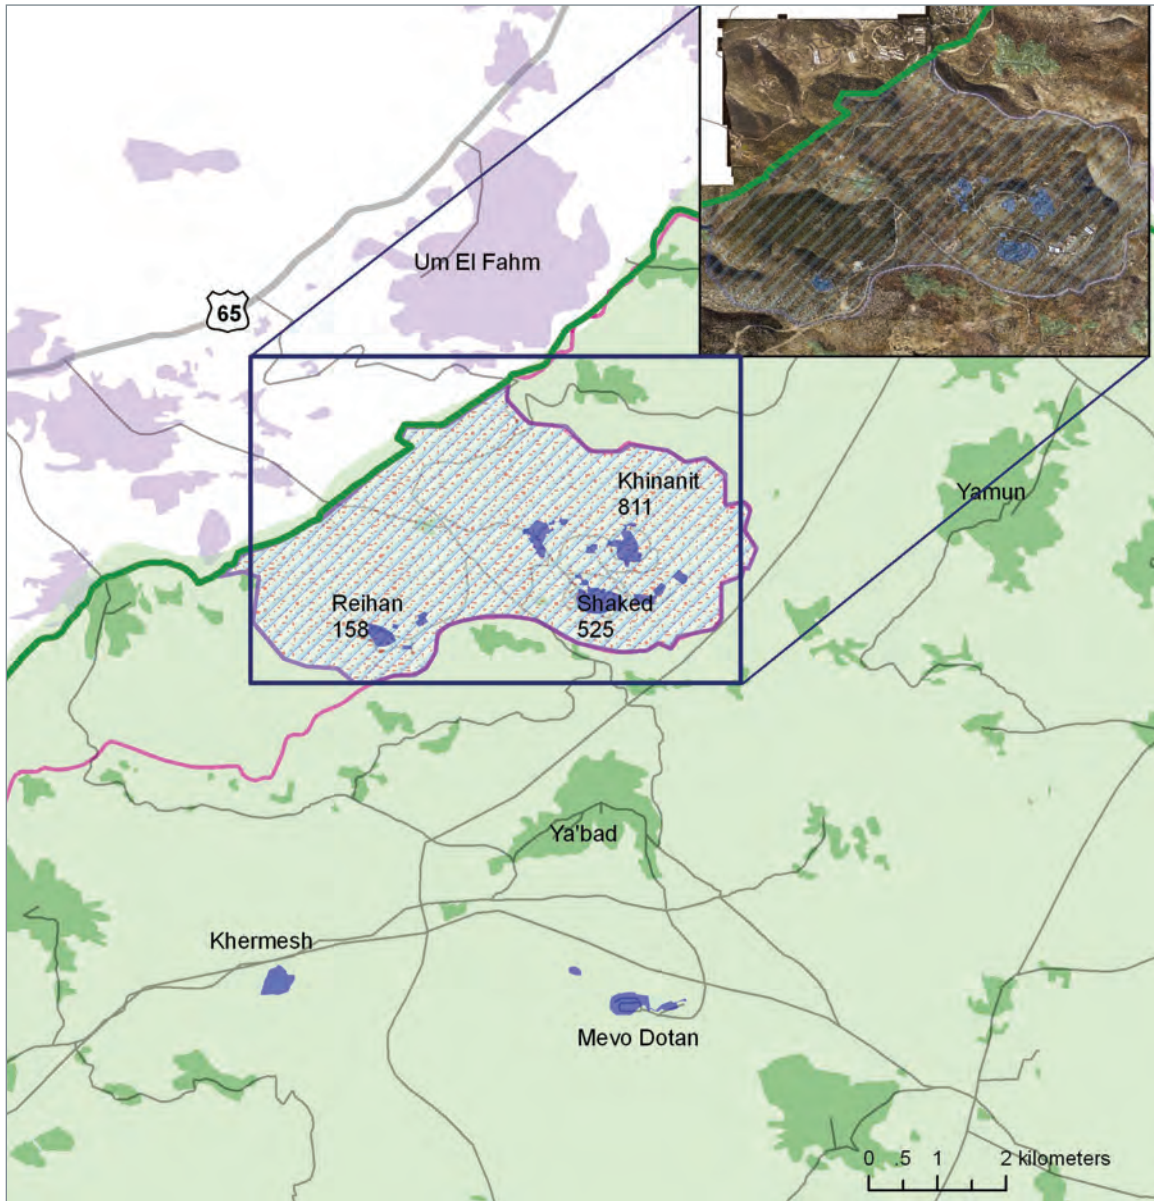 Um El Fahm
65
Khinanit
811
Yamun
Reihan
158
Shaked
525
Ya'bad
Khermesh
Mevo Dotan
0 .5 1 2 kilometers